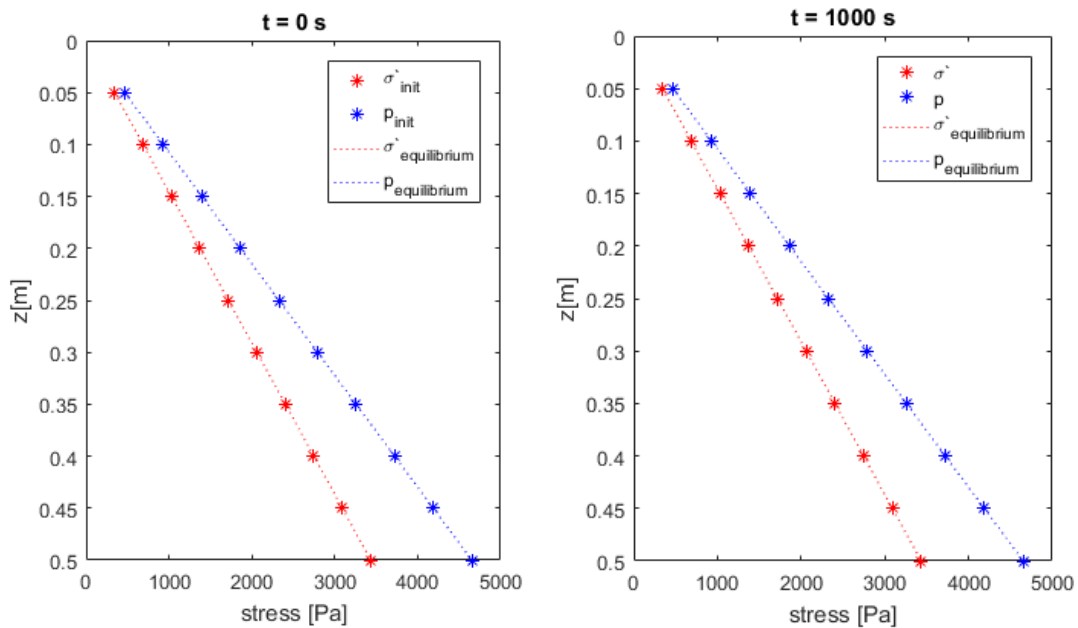 t = 0 s
0
0.05
0.1
0.15
0.2
0.25
0.3
0.35
0.4
0.45
0.5
z[m]
0
1000
2000
3000
4000
5000
stress [Pa]
σ`init
pinit
σ`equilibrium
pequilibrium
t = 1000 s
0
0.05
0.1
0.15
0.2
0.25
0.3
0.35
0.4
0.45
0.5
z[m]
0
1000
2000
3000
4000
5000
stress [Pa]
σ`
p
σ`equilibrium
pequilibrium